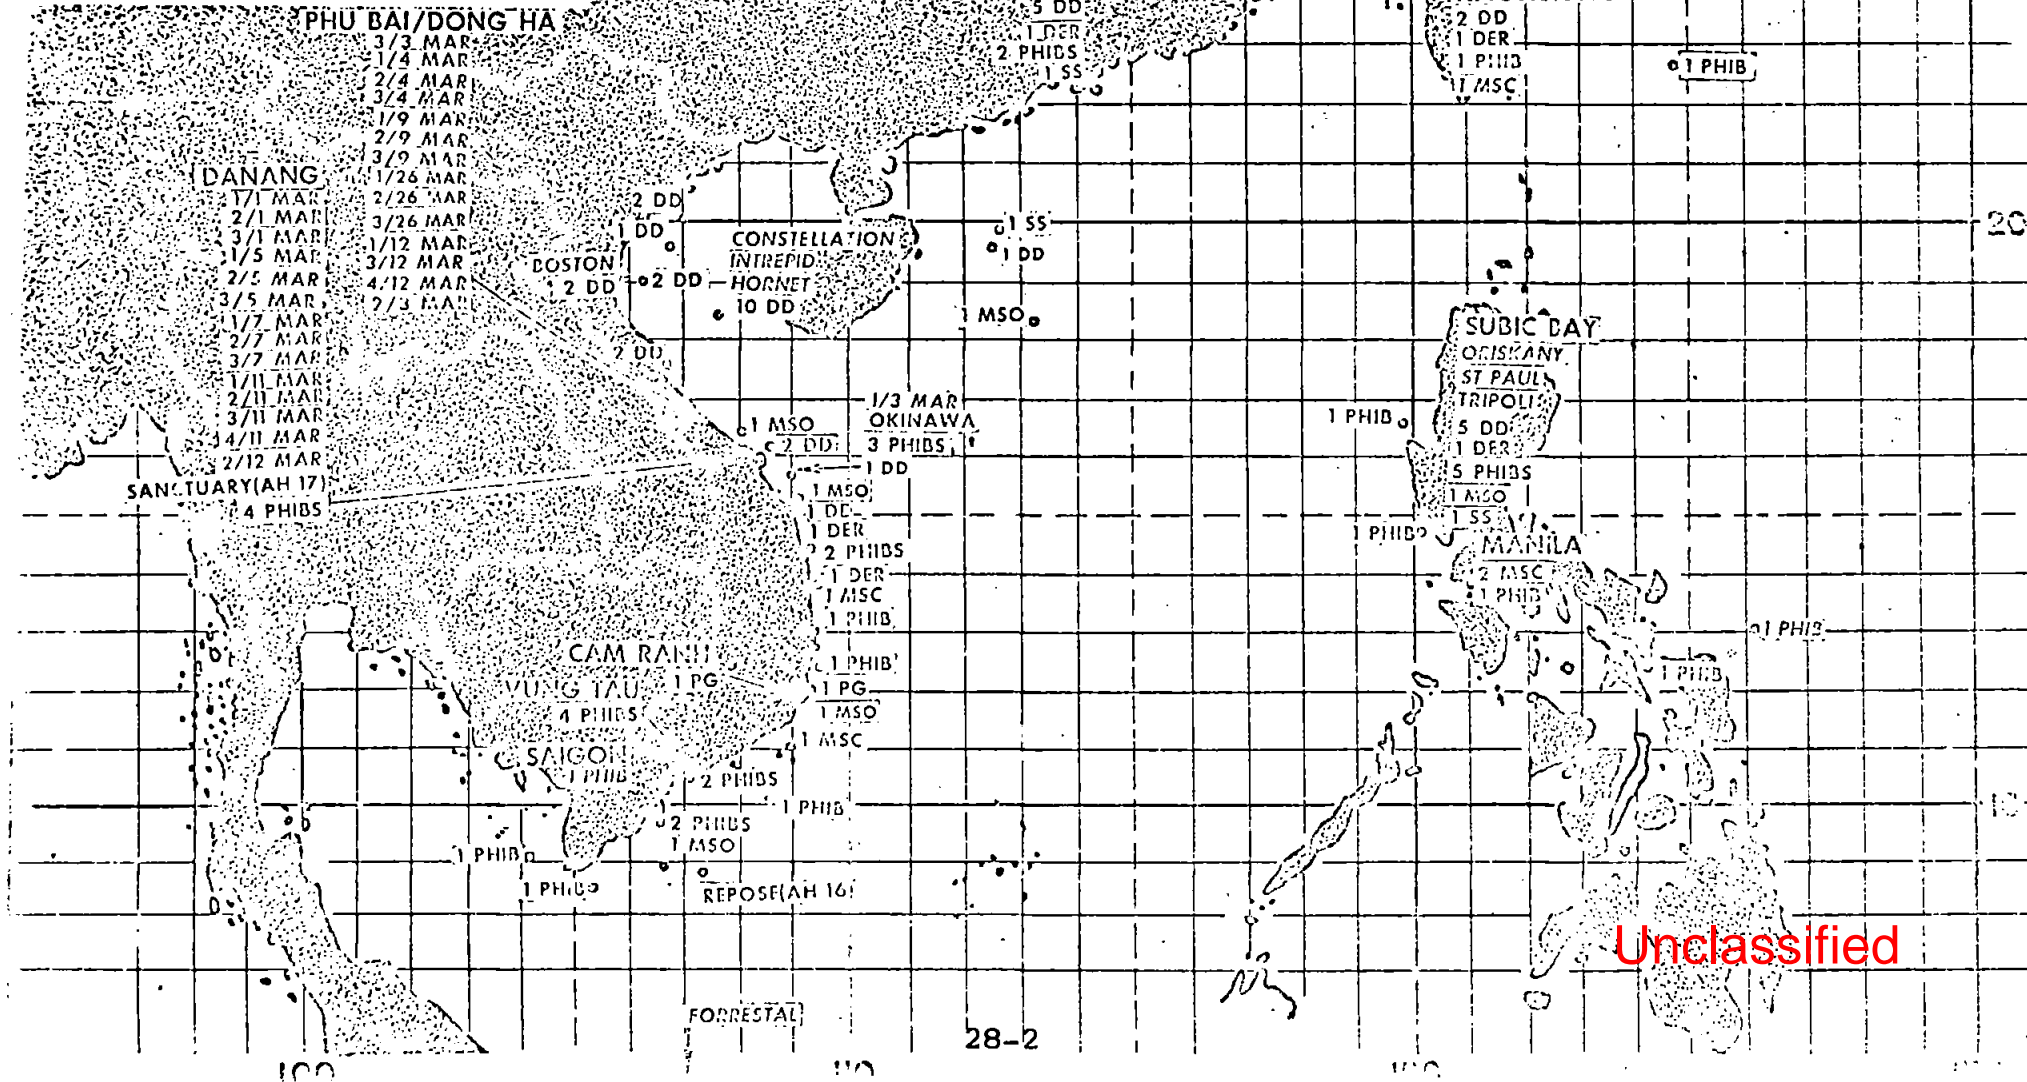 PHU BAI/DONG HA
3/3 MAR
1/4 MAR
2/4 MAR
3/4 MAR
1/9 MAR
2/9 MAR
3/9 MAR
1/26 MAR
2/26 MAR
3/26 MAR
1/12 MAR
3/12 MAR
4/12 MAR
2/3 MAR
DANANG
1/1 MAR
2/1 MAR
3/1 MAR
1/5 MAR
2/5 MAR
3/5 MAR
1/7 MAR
2/7 MAR
3/7 MAR
1/11 MAR
2/11 MAR
3/11 MAR
4/11 MAR
2/12 MAR
SANCTUARY(AH 17)
4 PHIBS
5 DD
1 DER
2 PHIBS
1 SS
2 DD
1 DER
1 PHIB
1 MSC
1 PHIB
2 DD
1 DD
BOSTON
2 DD
2 DD
CONSTELLATION
INTREPID
HORNET
10 DD
2 DD
1 SS
1 DD
1 MSO
20
SUBIC BAY
ORISKANY
ST PAUL
TRIPOLI
5 DD
1 DER
5 PHIBS
1 MSO
1 SS
1 PHIB
1 PHIB
MANILA
2 MSC
1 PHIB
1 PHIB
1 PHIB
1/3 MAR
OKINAWA
3 PHIBS
1 MSO
2 DD
1 DD
1 MSO
1 DD
1 DER
2 PHIBS
1 DER
1 MSC
1 PHIB
1 PHIB
1 PG
1 MSO
1 MSC
CAM RANH
1 PG
VUNG TAU
4 PHIBS
SAIGON
1 PHIB
2 PHIBS
1 PHIB
2 PHIBS
1 MSO
1 PHIB
1 PHIB
REPOSE(AH 16)
10
Unclassified
FORRESTAL
28-2
100
110